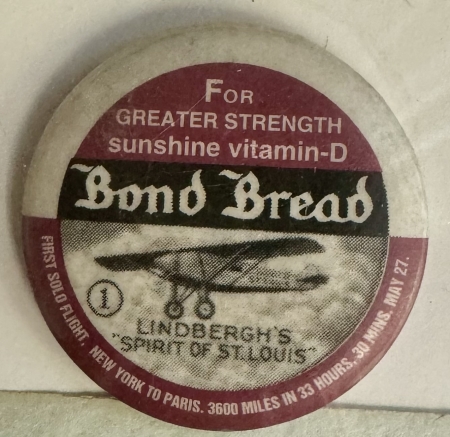 FOR
GREATER STRENGTH
sunshine vitamin-D
Bond Bread
1
LINDBERGH'S
"SPIRIT OF ST. LOUIS"
FIRST SOLO FLIGHT. NEW YORK TO PARIS. 3600 MILES IN 33 HOURS. 30 MINS. MAY 27.